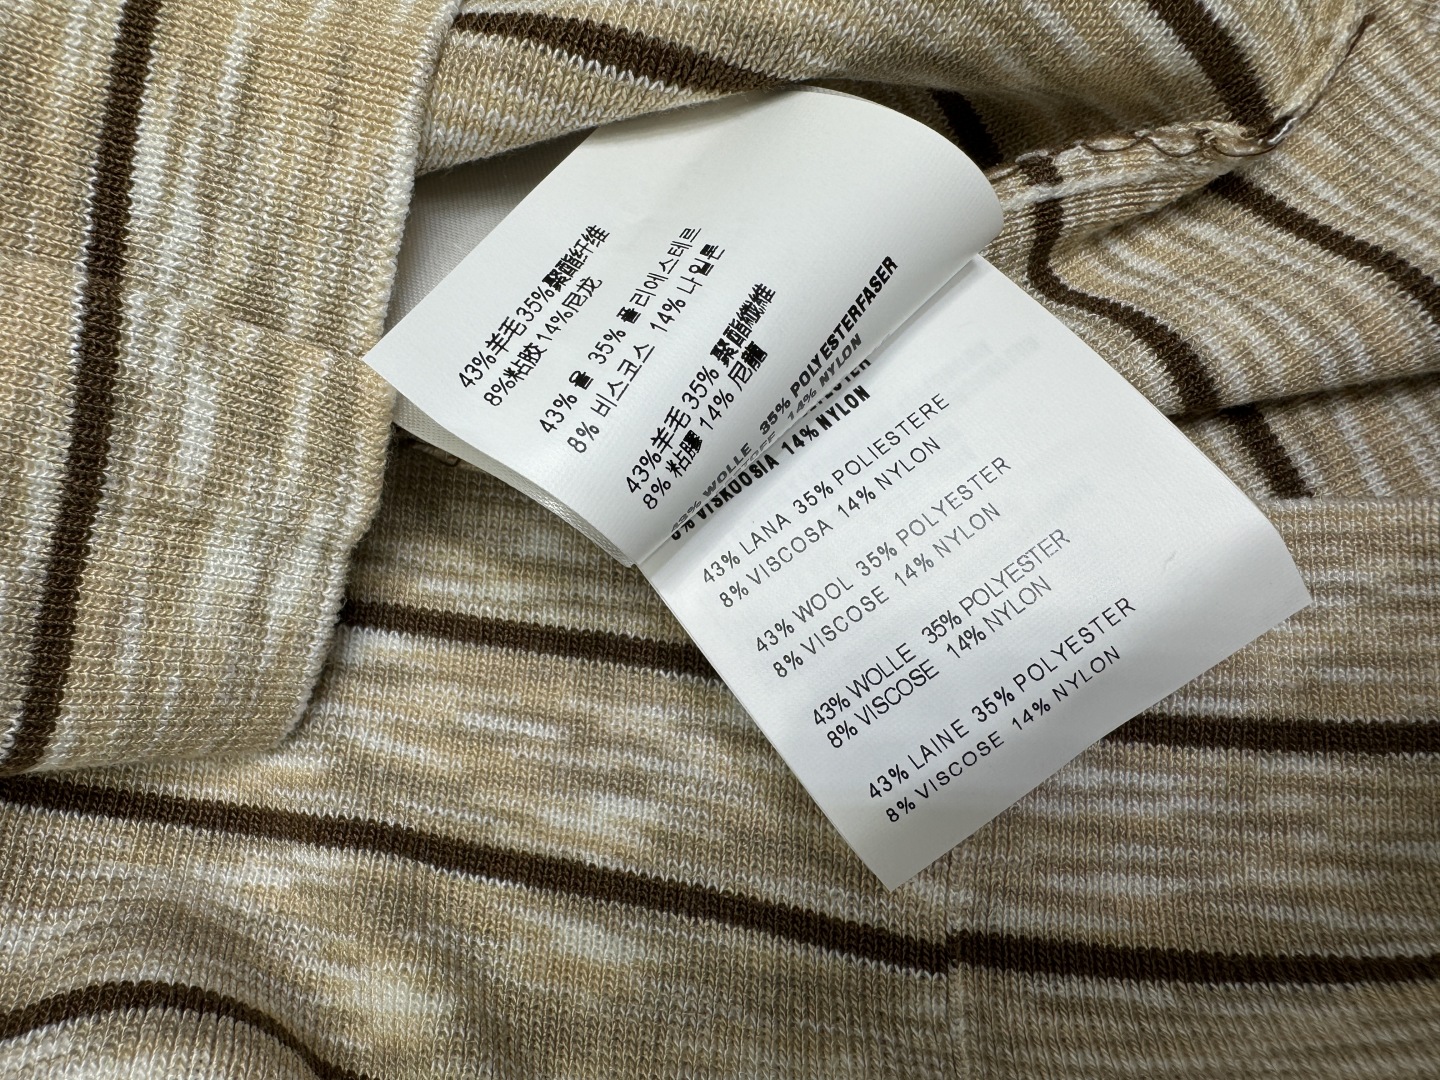 43%羊毛 35%聚酯纤维
8%粘胶 14%尼龙
43% 울 35% 폴리에스테르
8% 비스코스 14% 나일론
43%羊毛 35% 聚酯纖維
8% 粘膠 14% 尼龍
43% WOLLE 35% POLYESTERFASER
14% NYLON
8% VISKOOSIA 14% NYLON
43% LANA 35% POLIESTERE
8% VISCOSA 14% NYLON
43% WOOL 35% POLYESTER
8% VISCOSE 14% NYLON
43% WOLLE 35% POLYESTER
8% VISCOSE 14% NYLON
43% LAINE 35% POLYESTER
8% VISCOSE 14% NYLON